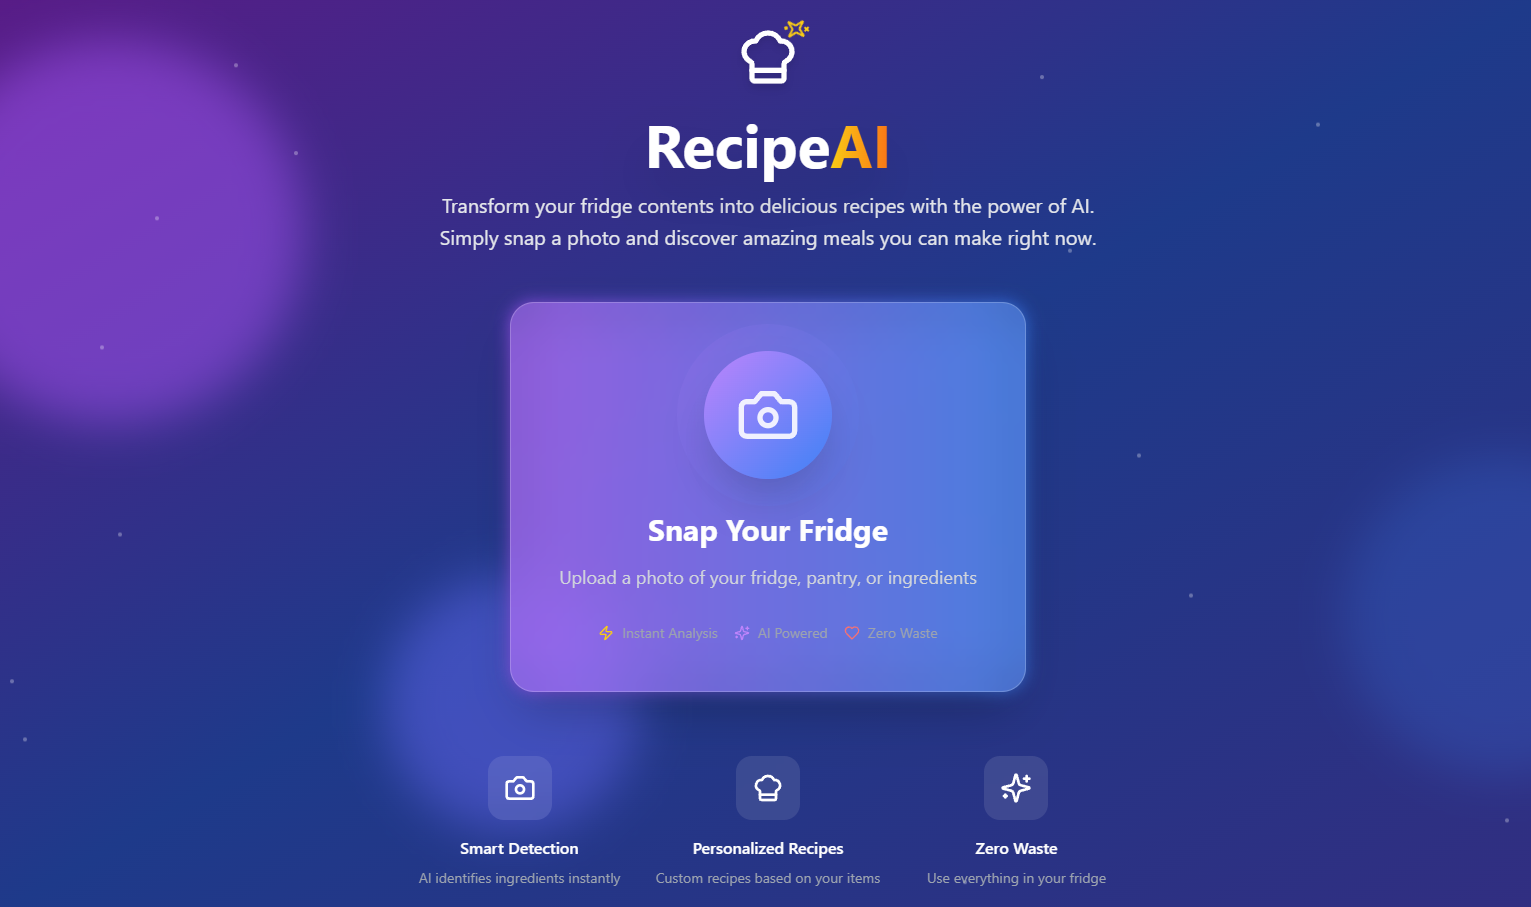 RecipeAI
Transform your fridge contents into delicious recipes with the power of AI.
Simply snap a photo and discover amazing meals you can make right now.
Snap Your Fridge
Upload a photo of your fridge, pantry, or ingredients
Instant Analysis AI Powered Zero Waste
Smart Detection Personalized Recipes Zero Waste
AI identifies ingredients instantly Custom recipes based on your items Use everything in your fridge